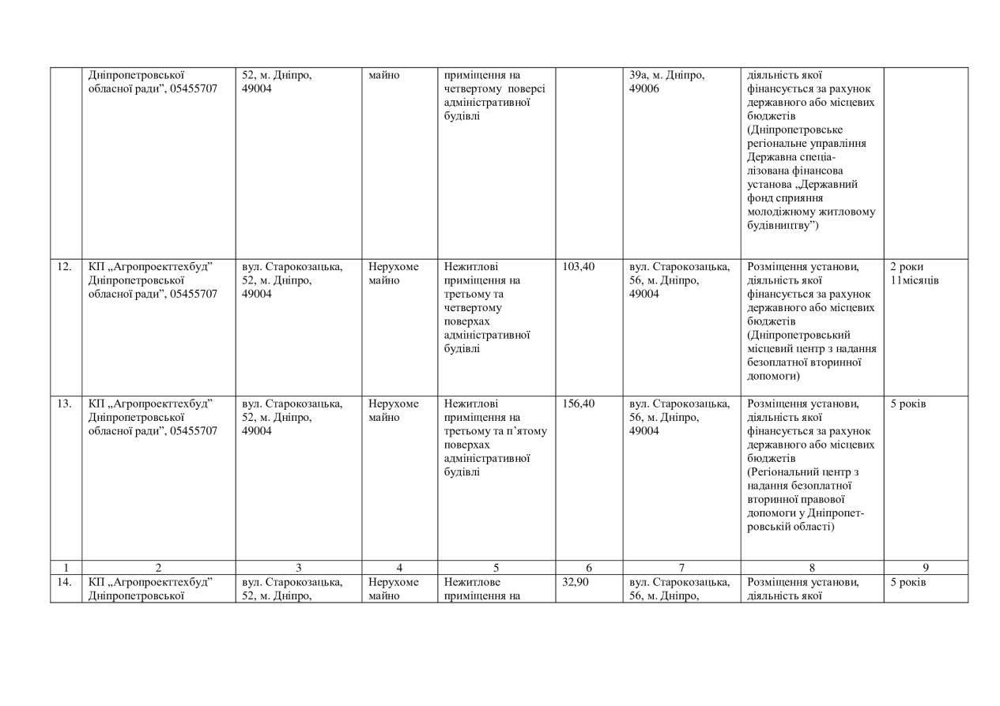 Дніпропетровської
обласної ради”, 05455707
52, м. Дніпро,
49004
майно
приміщення на
четвертому поверсі
адміністративної
будівлі
39а, м. Дніпро,
49006
діяльність якої
фінансується за рахунок
державного або місцевих
бюджетів
(Дніпропетровське
регіональне управління
Державна спеціа-
лізована фінансова
установа „Державний
фонд сприяння
молодіжному житловому
будівництву”)
12.
КП „Агропроекттехбуд”
Дніпропетровської
обласної ради”, 05455707
вул. Старокозацька,
52, м. Дніпро,
49004
Нерухоме
майно
Нежитлові
приміщення на
третьому та
четвертому
поверхах
адміністративної
будівлі
103,40
вул. Старокозацька,
56, м. Дніпро,
49004
Розміщення установи,
діяльність якої
фінансується за рахунок
державного або місцевих
бюджетів
(Дніпропетровський
місцевий центр з надання
безоплатної вторинної
допомоги)
2 роки
11місяців
13.
КП „Агропроекттехбуд”
Дніпропетровської
обласної ради”, 05455707
вул. Старокозацька,
52, м. Дніпро,
49004
Нерухоме
майно
Нежитлові
приміщення на
третьому та п’ятому
поверхах
адміністративної
будівлі
156,40
вул. Старокозацька,
56, м. Дніпро,
49004
Розміщення установи,
діяльність якої
фінансується за рахунок
державного або місцевих
бюджетів
(Регіональний центр з
надання безоплатної
вторинної правової
допомоги у Дніпропет-
ровській області)
5 років
1 2 3 4 5 6 7 8 9
14.
КП „Агропроекттехбуд”
Дніпропетровської
вул. Старокозацька,
52, м. Дніпро,
Нерухоме
майно
Нежитлове
приміщення на
32,90
вул. Старокозацька,
56, м. Дніпро,
Розміщення установи,
діяльність якої
5 років